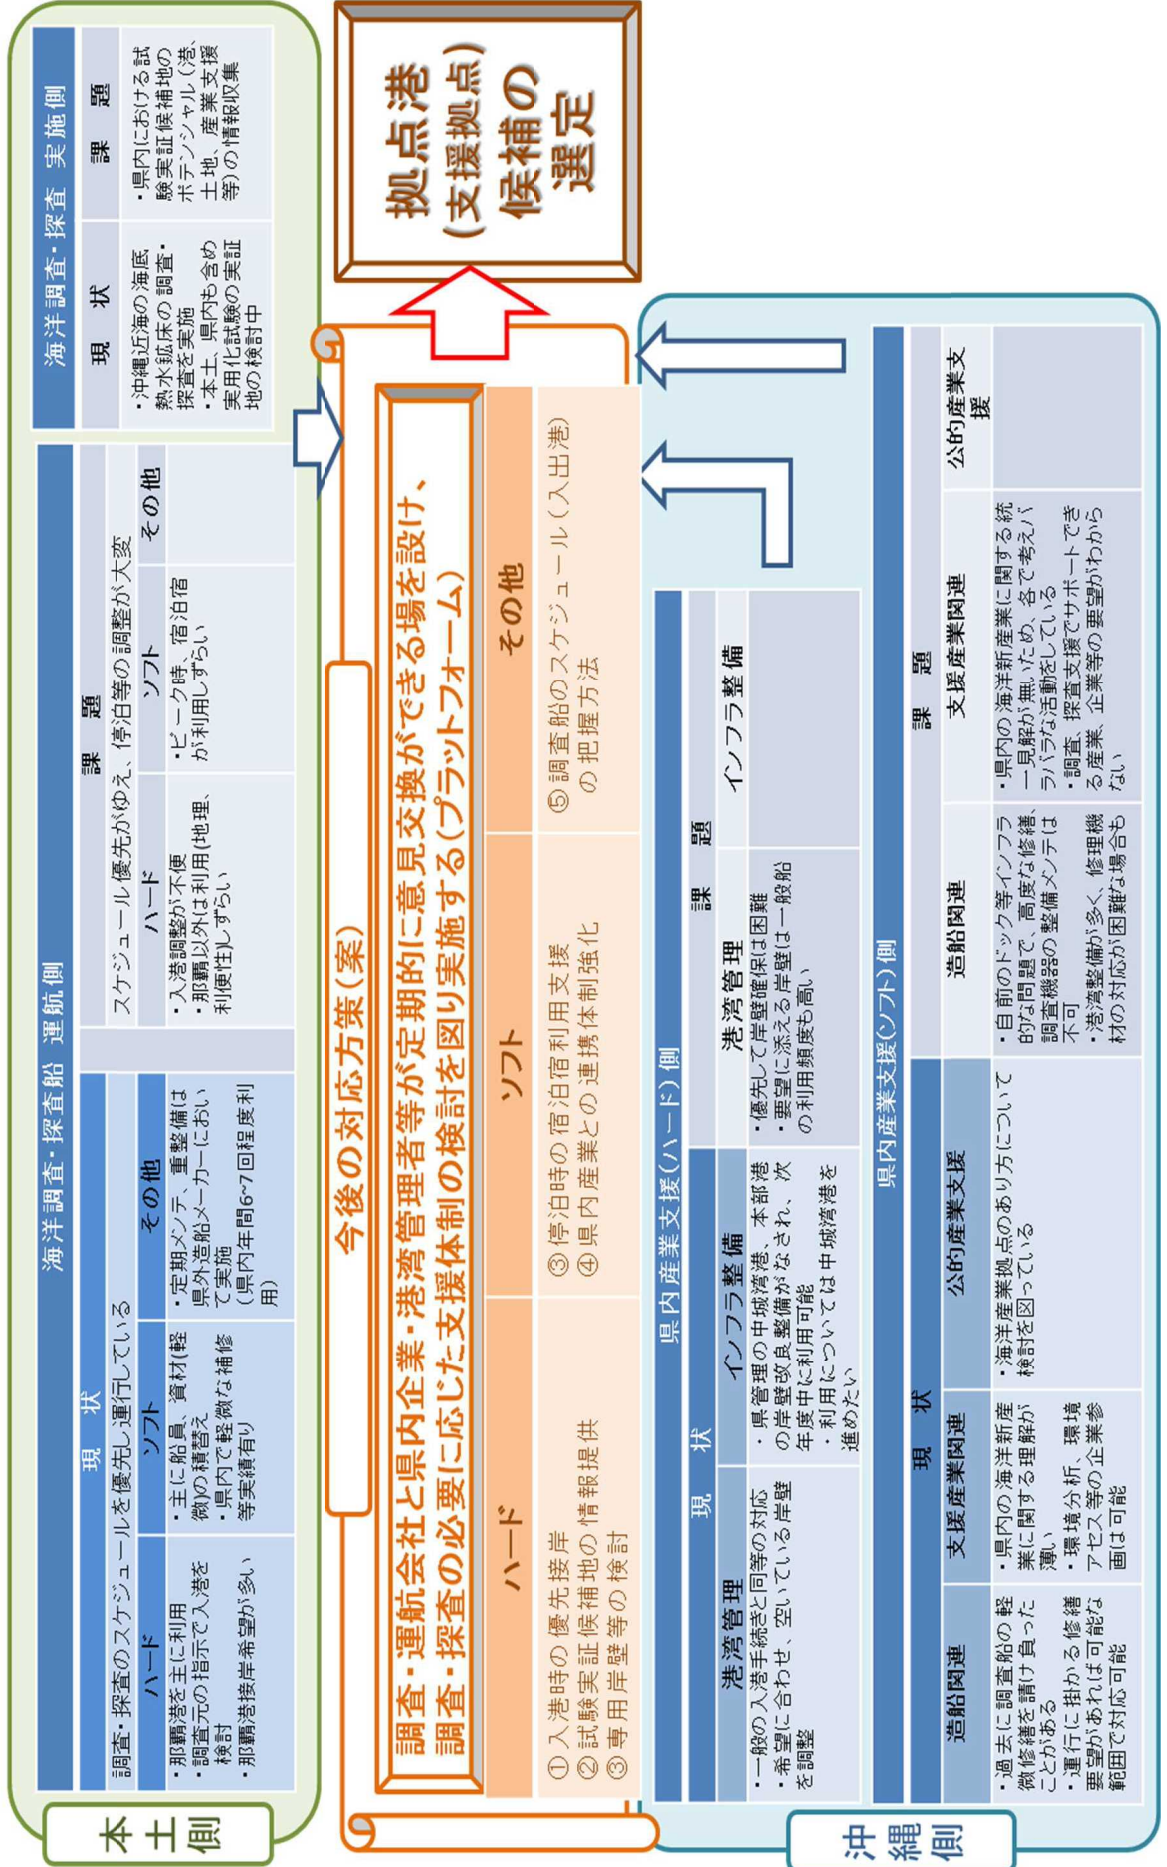 本土側
海洋調査・探査船 運航側
現 状
課 題
調査・探査のスケジュールを優先し運行している
スケジュール優先がゆえ、停泊等の調整が大変
ハード
ソフト
その他
ハード
ソフト
その他
・那覇港を主に利用
・調査元の指示で入港を
検討
・那覇港接岸希望が多い
・主に船員、資材(軽
微)の積替え
・県内で軽微な補修
等実績有り
・定期メンテ、重整備は
県外造船メーカーにおい
て実施
（県内年間6~7回程度利
用）
・入港調整が不便
・那覇以外は利用(地理、
利便性)しずらい
・ピーク時、宿泊宿
が利用しずらい
海洋調査・探査 実施側
現 状
課 題
・沖縄近海の海底
熱水鉱床の調査・
探査を実施
・本土、県内も含め
実用化試験の実証
地の検討中
・県内における試
験実証候補地の
ポテンシャル（港、
土地、産業支援
等）の情報収集
今後の対応方策（案）
調査・運航会社と県内企業・港湾管理者等が定期的に意見交換ができる場を設け、
調査・探査の必要に応じた支援体制の検討を図り実施する（プラットフォーム）
ハード
ソフト
その他
①入港時の優先接岸
②試験実証候補地の情報提供
③専用岸壁等の検討
③停泊時の宿泊宿利用支援
④県内産業との連携体制強化
⑤調査船のスケジュール（入出港）
の把握方法
拠点港
(支援拠点)
候補の
選定
沖縄側
県内産業支援(ハード)側
現 状
課 題
港湾管理
インフラ整備
港湾管理
インフラ整備
・一般の入港手続きと同等の対応
・希望に合わせ、空いている岸壁
を調整
・県管理の中城湾港、本部港
の岸壁改良整備がなされ、次
年度中に利用可能
・利用については中城湾港を
進めたい
・優先して岸壁確保は困難
・要望に添える岸壁は一般船
の利用頻度も高い
県内産業支援(ソフト)側
現 状
課 題
造船関連
支援産業関連
公的産業支援
造船関連
支援産業関連
公的産業支
援
・過去に調査船の軽
微修繕を請け負った
ことがある
・運行に掛かる修繕
要望があれば可能な
範囲で対応可能
・県内の海洋新産
業に関する理解が
薄い
・環境分析、環境
アセス等の企業参
画は可能
・海洋産業拠点のあり方について
検討を図っている
・自前のドック等インフラ
的な問題で、高度な修繕、
調査機器の整備メンテは
不可
・港湾整備が多く、修理機
材の対応が困難な場合も
・県内の海洋新産業に関する統
一見解が無いため、各で考えバ
ラバラな活動をしている
・調査、探査支援でサポートでき
る産業、企業等の要望がわから
ない